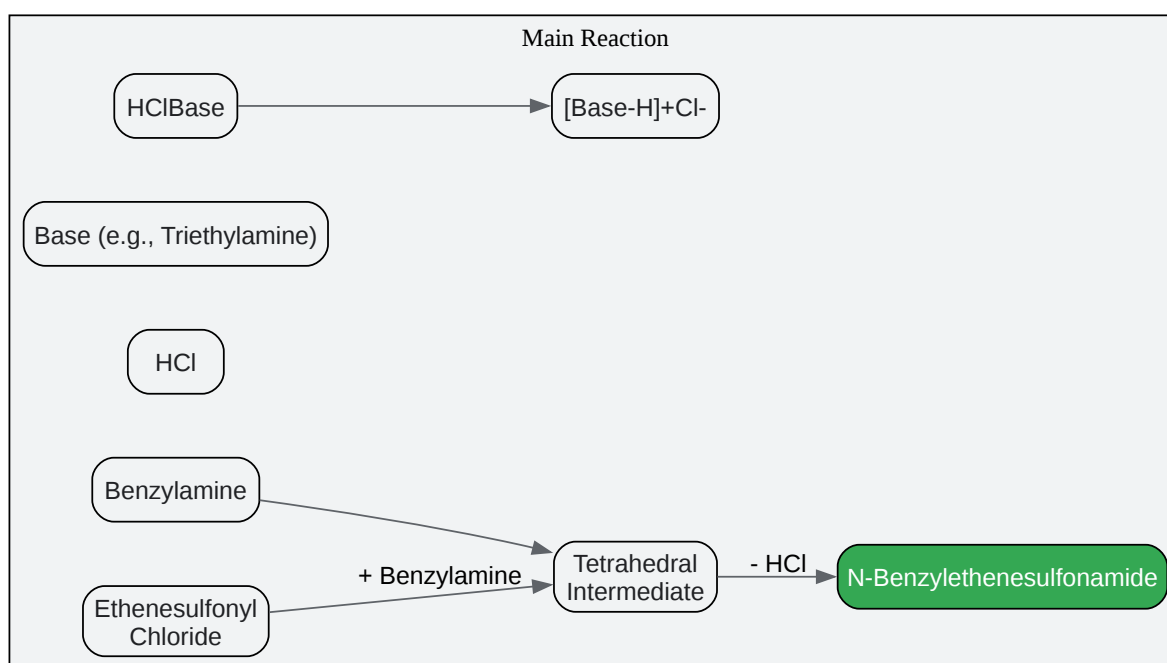 Main Reaction
HClBase
[Base-H]+Cl-
Base (e.g., Triethylamine)
HCl
Benzylamine
+ Benzylamine
Tetrahedral
Intermediate
- HCl
N-Benzylethenesulfonamide
Ethenesulfonyl
Chloride